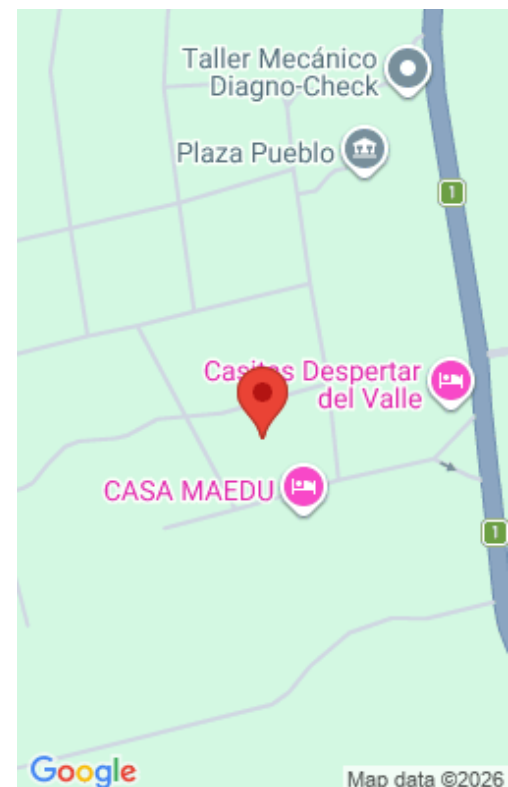 Taller Mecánico
Diagno-Check
Plaza Pueblo
1
Casitas Despertar
del Valle
CASA MAEDU
1
Google
Map data ©2026